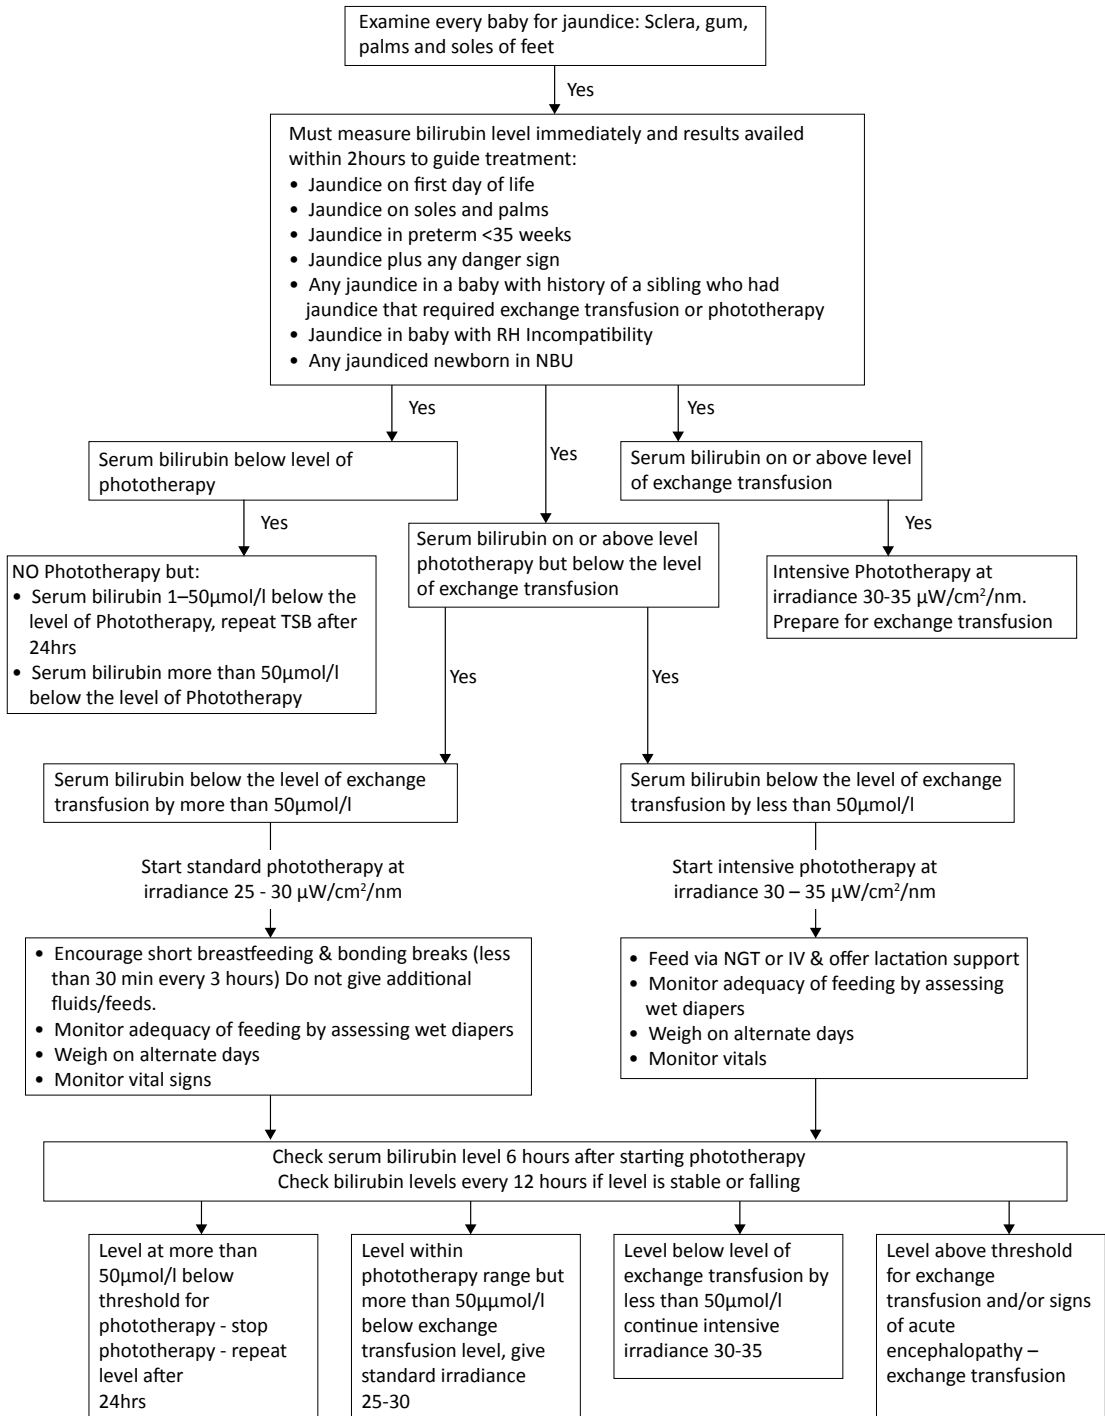 Examine every baby for jaundice: Sclera, gum,
palms and soles of feet
Yes
Must measure bilirubin level immediately and results availed
within 2hours to guide treatment:
• Jaundice on first day of life
• Jaundice on soles and palms
• Jaundice in preterm <35 weeks
• Jaundice plus any danger sign
• Any jaundice in a baby with history of a sibling who had
jaundice that required exchange transfusion or phototherapy
• Jaundice in baby with RH Incompatibility
• Any jaundiced newborn in NBU
Yes
Yes
Yes
Serum bilirubin below level of
phototherapy
Serum bilirubin on or above level
of exchange transfusion
Yes
Yes
Serum bilirubin on or above level
phototherapy but below the level
of exchange transfusion
NO Phototherapy but:
• Serum bilirubin 1–50µmol/l below the
level of Phototherapy, repeat TSB after
24hrs
• Serum bilirubin more than 50µmol/l
below the level of Phototherapy
Intensive Phototherapy at
irradiance 30-35 µW/cm²/nm.
Prepare for exchange transfusion
Yes
Yes
Serum bilirubin below the level of exchange
transfusion by more than 50µmol/l
Serum bilirubin below the level of exchange
transfusion by less than 50µmol/l
Start standard phototherapy at
irradiance 25 - 30 µW/cm²/nm
Start intensive phototherapy at
irradiance 30 – 35 µW/cm²/nm
• Encourage short breastfeeding & bonding breaks (less
than 30 min every 3 hours) Do not give additional
fluids/feeds.
• Monitor adequacy of feeding by assessing wet diapers
• Weigh on alternate days
• Monitor vital signs
• Feed via NGT or IV & offer lactation support
• Monitor adequacy of feeding by assessing
wet diapers
• Weigh on alternate days
• Monitor vitals
Check serum bilirubin level 6 hours after starting phototherapy
Check bilirubin levels every 12 hours if level is stable or falling
Level at more than
50µmol/l below
threshold for
phototherapy - stop
phototherapy - repeat
level after
24hrs
Level within
phototherapy range but
more than 50µµmol/l
below exchange
transfusion level, give
standard irradiance
25-30
Level below level of
exchange transfusion by
less than 50µmol/l
continue intensive
irradiance 30-35
Level above threshold
for exchange
transfusion and/or signs
of acute
encephalopathy –
exchange transfusion